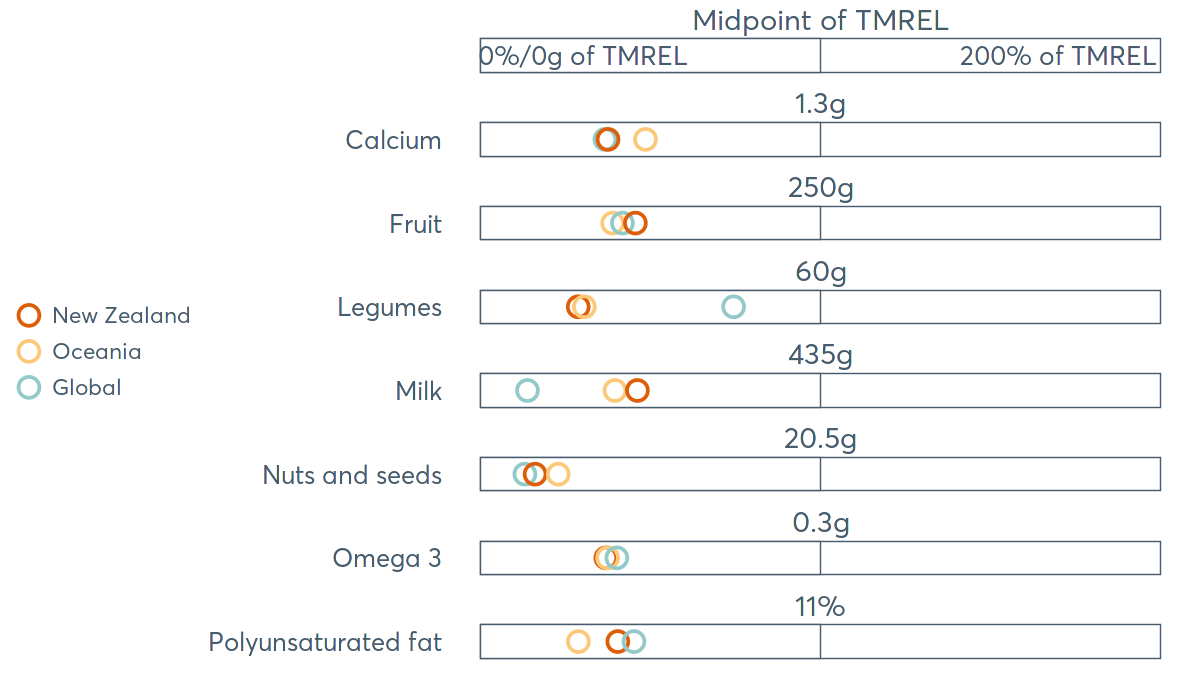 Midpoint of TMREL
0%/0g of TMREL
200% of TMREL
1.3g
Calcium
250g
Fruit
60g
Legumes
New Zealand
Oceania
Global
435g
Milk
20.5g
Nuts and seeds
0.3g
Omega 3
11%
Polyunsaturated fat